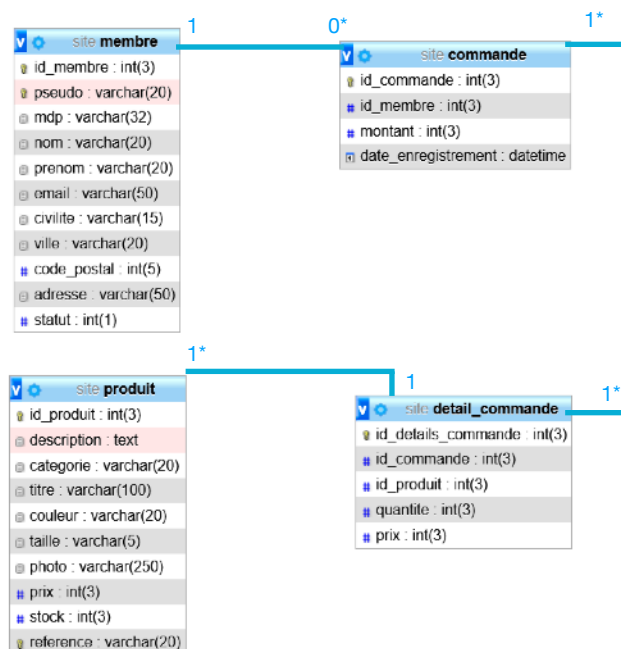 1
0*
1*
v site membre
id_membre : int(3)
pseudo : varchar(20)
mdp : varchar(32)
nom : varchar(20)
prenom : varchar(20)
email : varchar(50)
civilite : varchar(15)
ville : varchar(20)
# code_postal : int(5)
adresse : varchar(50)
# statut : int(1)
v site commande
id_commande : int(3)
# id_membre : int(3)
# montant : int(3)
date_enregistrement : datetime
1*
1
1*
v site produit
id_produit : int(3)
description : text
categorie : varchar(20)
titre : varchar(100)
couleur : varchar(20)
taille : varchar(5)
photo : varchar(250)
# prix : int(3)
# stock : int(3)
reference : varchar(20)
v site detail_commande
id_details_commande : int(3)
# id_commande : int(3)
# id_produit : int(3)
# quantite : int(3)
# prix : int(3)